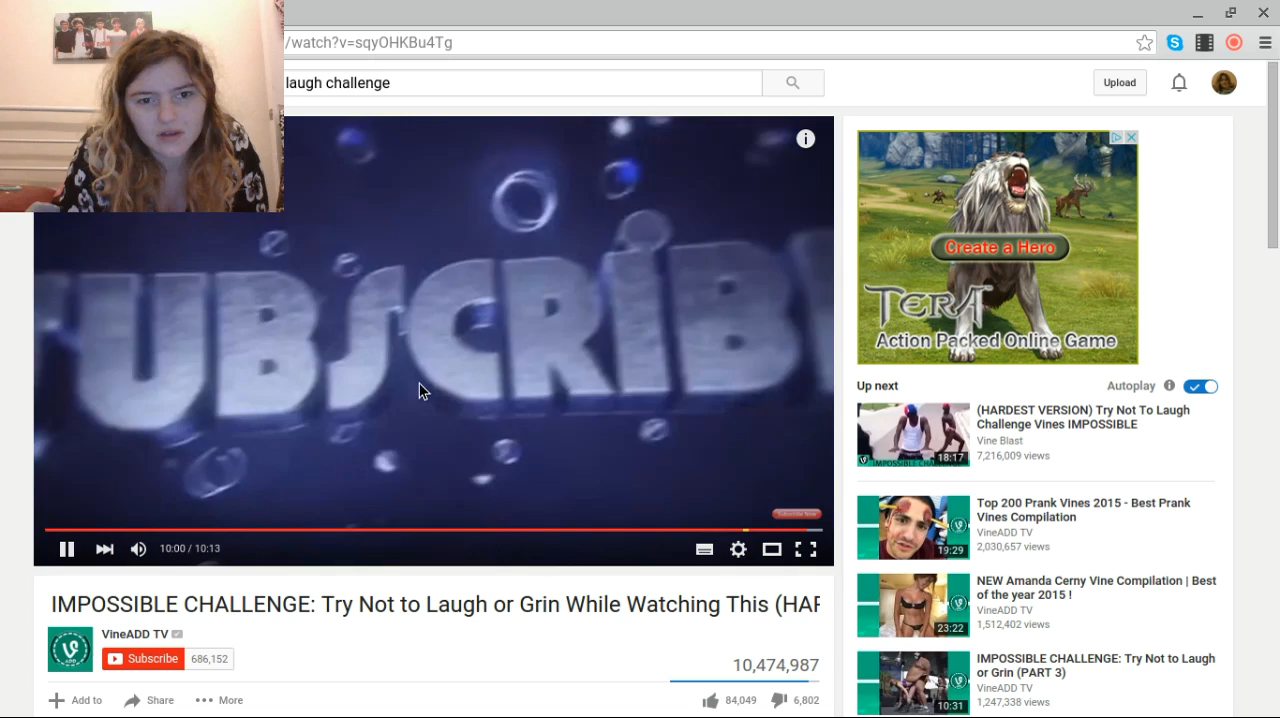 /watch?v=sqyOHKBu4Tg
laugh challenge
Upload
UBSCRIB
Create a Hero
TERA
Action Packed Online Game
Subscribe Now
10:00 / 10:13
Up next
Autoplay
(HARDEST VERSION) Try Not To Laugh
Challenge Vines IMPOSSIBLE
Vine Blast
7,216,009 views
18:17
IMPOSSIBLE CHALLENGE
Top 200 Prank Vines 2015 - Best Prank
Vines Compilation
VineADD TV
2,030,657 views
19:29
NEW Amanda Cerny Vine Compilation | Best
of the year 2015 !
VineADD TV
1,512,402 views
23:22
IMPOSSIBLE CHALLENGE: Try Not to Laugh
or Grin (PART 3)
VineADD TV
1,247,338 views
10:31
IMPOSSIBLE CHALLENGE: Try Not to Laugh or Grin While Watching This (HAR
VineADD TV
ADD
Subscribe 686,152
10,474,987
Add to
Share
More
84,049
6,802